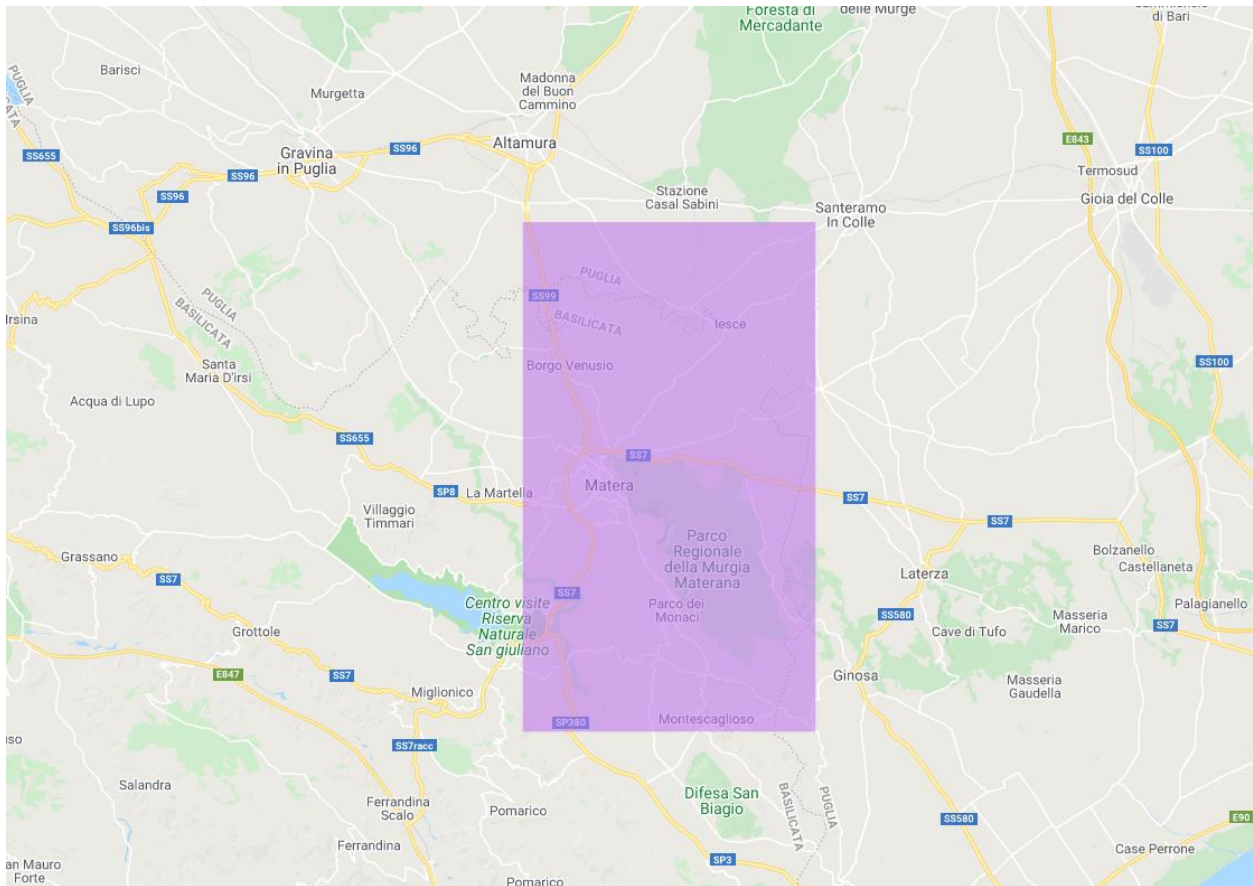 Foresta di
Mercadante
delle Murge
di Bari
Barisci
Murgetta
Madonna
del Buon
Cammino
PUGLIA
BASILICATA
SS655
Gravina
in Puglia
SS96
Altamura
E843
SS100
Termosud
Gioia del Colle
SS96
SS96
Stazione
Casal Sabini
Santeramo
In Colle
SS96bis
PUGLIA
BASILICATA
PUGLIA
BASILICATA
SS99
Iesce
Irsina
Santa
Maria D'irsi
Borgo Venusio
SS100
Acqua di Lupo
SS655
SS7
SP8
La Martella
Matera
SS7
SS7
Villaggio
Timmari
Parco
Regionale
della Murgia
Materana
Bolzanello
Castellaneta
Grassano
SS7
Laterza
SS7
Centro visite
Riserva
Naturale
San giuliano
Parco dei
Monaci
SS580
Cave di Tufo
Masseria
Marico
Palagianello
SS7
Grottole
E847
SS7
Ginosa
Masseria
Gaudella
Miglionico
SP380
Montescaglioso
SS7racc
Salandra
Difesa San
Biagio
BASILICATA
PUGLIA
Ferrandina
Scalo
Pomarico
SS580
E90
Ferrandina
Case Perrone
SP3
an Mauro
Forte
Pomarico